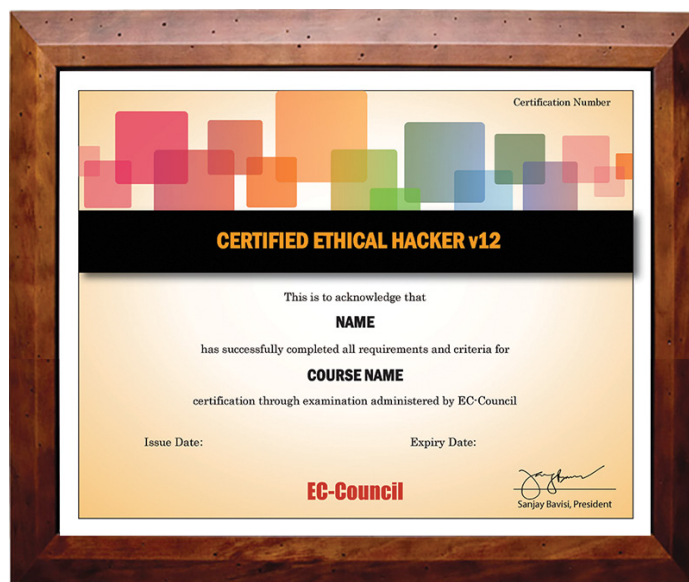 Certification Number
CERTIFIED ETHICAL HACKER v12
This is to acknowledge that
NAME
has successfully completed all requirements and criteria for
COURSE NAME
certification through examination administered by EC-Council
Issue Date:
Expiry Date:
EC-Council
Sanjay Bavisi, President